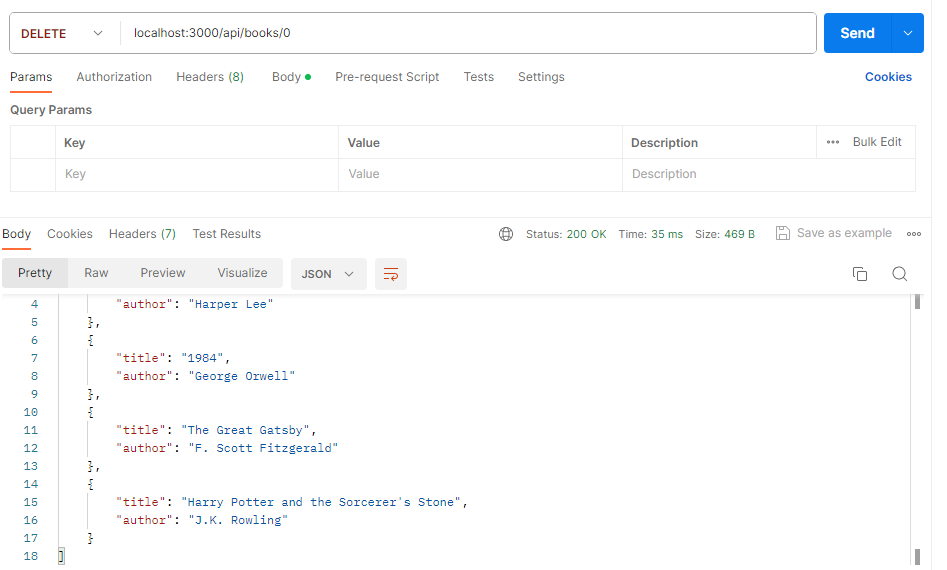 DELETE localhost:3000/api/books/0 Send
Params Authorization Headers (8) Body Pre-request Script Tests Settings Cookies
Query Params
Key Value Description Bulk Edit
Key Value Description
Body Cookies Headers (7) Test Results Status: 200 OK Time: 35 ms Size: 469 B Save as example
Pretty Raw Preview Visualize JSON
4 "author": "Harper Lee"
5 },
6 {
7 "title": "1984",
8 "author": "George Orwell"
9 },
10 {
11 "title": "The Great Gatsby",
12 "author": "F. Scott Fitzgerald"
13 },
14 {
15 "title": "Harry Potter and the Sorcerer's Stone",
16 "author": "J.K. Rowling"
17 }
18 ]